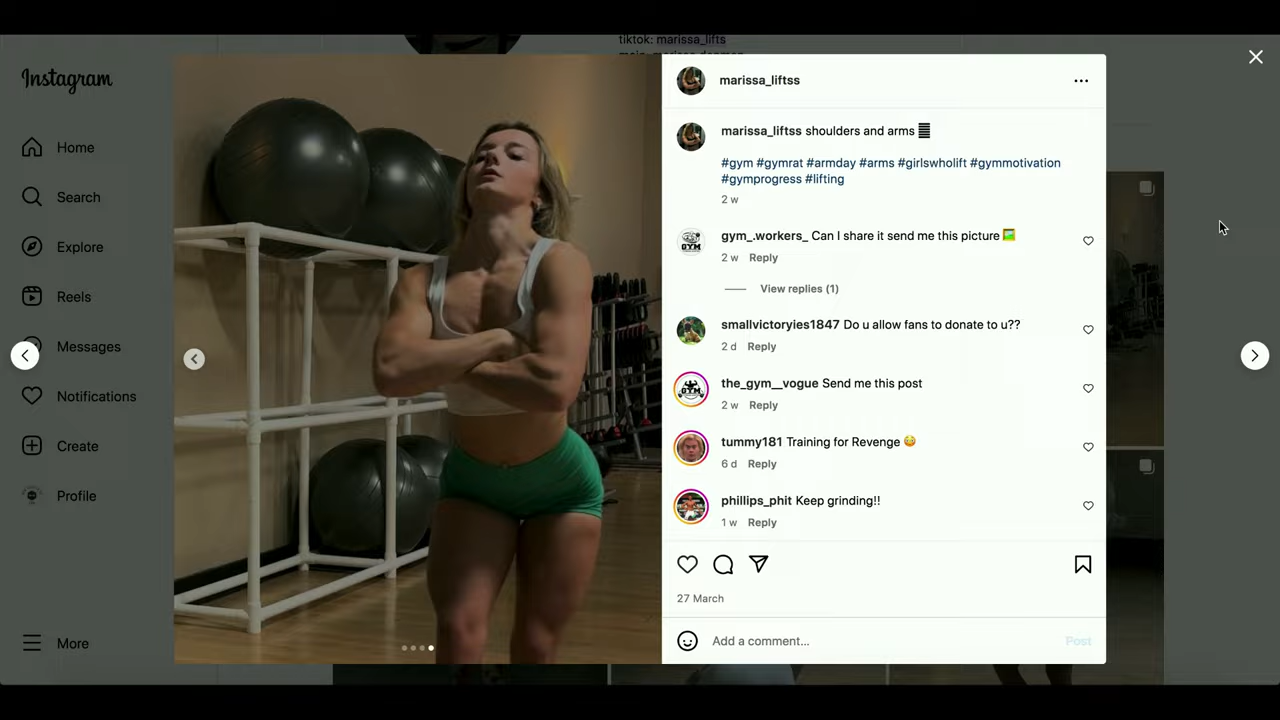 tiktok: marissa_lifts
Instagram
Home
Search
Explore
Reels
Messages
Notifications
Create
Profile
More
marissa_liftss
marissa_liftss shoulders and arms
#gym #gymrat #armday #arms #girlswholift #gymmotivation
#gymprogress #lifting
2 w
gym_.workers_ Can I share it send me this picture
2 w Reply
View replies (1)
smallvictoryies1847 Do u allow fans to donate to u??
2 d Reply
the_gym__vogue Send me this post
2 w Reply
tummy181 Training for Revenge
6 d Reply
phillips_phit Keep grinding!!
1 w Reply
27 March
Add a comment...
Post